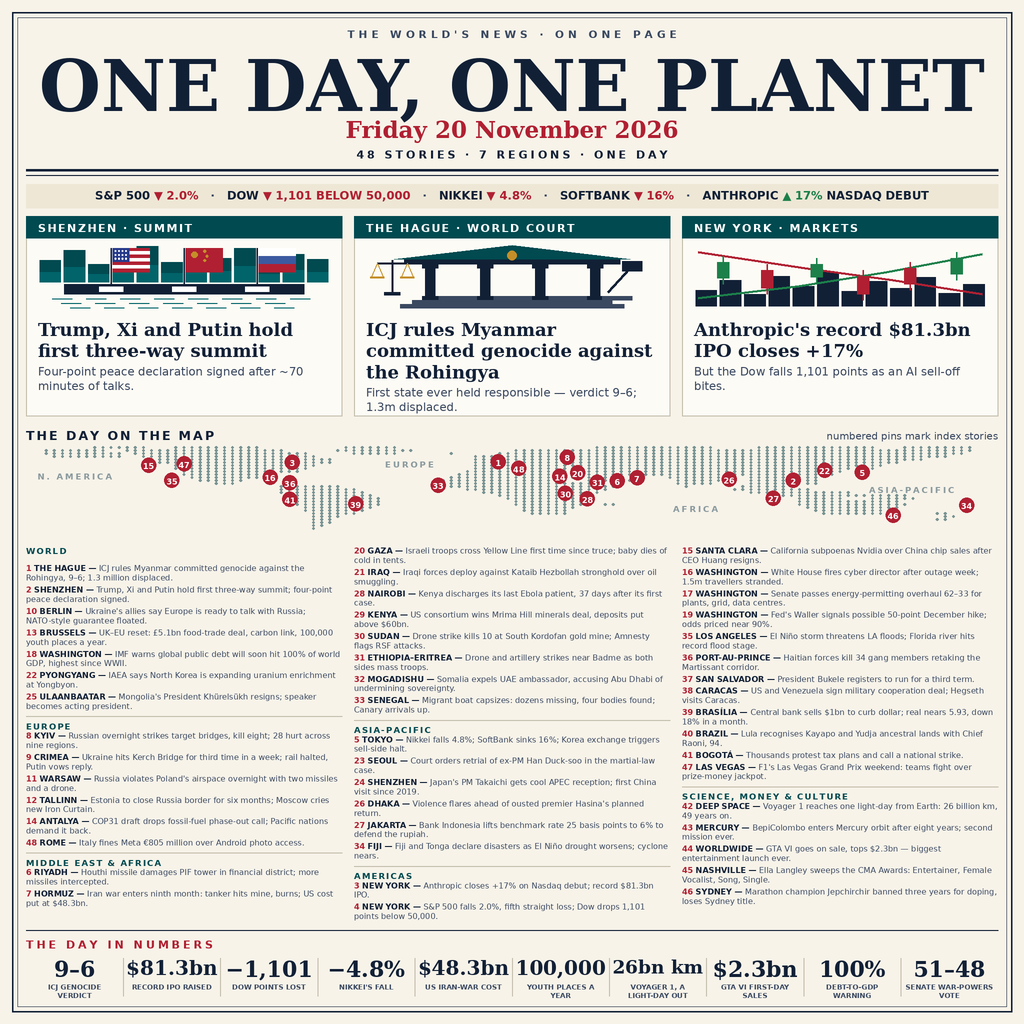 THE WORLD'S NEWS · ON ONE PAGE
ONE DAY, ONE PLANET
Friday 20 November 2026
48 STORIES · 7 REGIONS · ONE DAY
S&P 500 ▼ 2.0% · DOW ▼ 1,101 BELOW 50,000 · NIKKEI ▼ 4.8% · SOFTBANK ▼ 16% · ANTHROPIC ▲ 17% NASDAQ DEBUT
SHENZHEN · SUMMIT
Trump, Xi and Putin hold
first three-way summit
Four-point peace declaration signed after ~70
minutes of talks.
THE HAGUE · WORLD COURT
ICJ rules Myanmar
committed genocide against
the Rohingya
First state ever held responsible — verdict 9–6;
1.3m displaced.
NEW YORK · MARKETS
Anthropic's record $81.3bn
IPO closes +17%
But the Dow falls 1,101 points as an AI sell-off
bites.
THE DAY ON THE MAP
numbered pins mark index stories
N. AMERICA
EUROPE
AFRICA
ASIA-PACIFIC
15
47
35
3
16
36
41
39
33
1
48
8
14
20
30
31
28
6
7
26
27
2
22
5
46
34
WORLD
1 THE HAGUE — ICJ rules Myanmar committed genocide against the
Rohingya, 9–6; 1.3 million displaced.
2 SHENZHEN — Trump, Xi and Putin hold first three-way summit; four-point
peace declaration signed.
10 BERLIN — Ukraine's allies say Europe is ready to talk with Russia;
NATO-style guarantee floated.
13 BRUSSELS — UK–EU reset: £5.1bn food-trade deal, carbon link, 100,000
youth places a year.
18 WASHINGTON — IMF warns global public debt will soon hit 100% of world
GDP, highest since WWII.
22 PYONGYANG — IAEA says North Korea is expanding uranium enrichment
at Yongbyon.
25 ULAANBAATAR — Mongolia's President Khürelsükh resigns; speaker
becomes acting president.
EUROPE
8 KYIV — Russian overnight strikes target bridges, kill eight; 28 hurt across
nine regions.
9 CRIMEA — Ukraine hits Kerch Bridge for third time in a week; rail halted,
Putin vows reply.
11 WARSAW — Russia violates Poland's airspace overnight with two missiles
and a drone.
12 TALLINN — Estonia to close Russia border for six months; Moscow cries
new Iron Curtain.
14 ANTALYA — COP31 draft drops fossil-fuel phase-out call; Pacific nations
demand it back.
48 ROME — Italy fines Meta €805 million over Android photo access.
MIDDLE EAST & AFRICA
6 RIYADH — Houthi missile damages PIF tower in financial district; more
missiles intercepted.
7 HORMUZ — Iran war enters ninth month: tanker hits mine, burns; US cost
put at $48.3bn.
20 GAZA — Israeli troops cross Yellow Line first time since truce; baby dies of
cold in tents.
21 IRAQ — Iraqi forces deploy against Kataib Hezbollah stronghold over oil
smuggling.
28 NAIROBI — Kenya discharges its last Ebola patient, 37 days after its first
case.
29 KENYA — US consortium wins Mrima Hill minerals deal, deposits put
above $60bn.
30 SUDAN — Drone strike kills 10 at South Kordofan gold mine; Amnesty
flags RSF attacks.
31 ETHIOPIA–ERITREA — Drone and artillery strikes near Badme as both
sides mass troops.
32 MOGADISHU — Somalia expels UAE ambassador, accusing Abu Dhabi of
undermining sovereignty.
33 SENEGAL — Migrant boat capsizes: dozens missing, four bodies found;
Canary arrivals up.
ASIA-PACIFIC
5 TOKYO — Nikkei falls 4.8%; SoftBank sinks 16%; Korea exchange triggers
sell-side halt.
23 SEOUL — Court orders retrial of ex-PM Han Duck-soo in the martial-law
case.
24 SHENZHEN — Japan's PM Takaichi gets cool APEC reception; first China
visit since 2019.
26 DHAKA — Violence flares ahead of ousted premier Hasina's planned
return.
27 JAKARTA — Bank Indonesia lifts benchmark rate 25 basis points to 6% to
defend the rupiah.
34 FIJI — Fiji and Tonga declare disasters as El Niño drought worsens; cyclone
nears.
AMERICAS
3 NEW YORK — Anthropic closes +17% on Nasdaq debut; record $81.3bn
IPO.
4 NEW YORK — S&P 500 falls 2.0%, fifth straight loss; Dow drops 1,101
points below 50,000.
15 SANTA CLARA — California subpoenas Nvidia over China chip sales after
CEO Huang resigns.
16 WASHINGTON — White House fires cyber director after outage week;
1.5m travellers stranded.
17 WASHINGTON — Senate passes energy-permitting overhaul 62–33 for
plants, grid, data centres.
19 WASHINGTON — Fed's Waller signals possible 50-point December hike;
odds priced near 90%.
35 LOS ANGELES — El Niño storm threatens LA floods; Florida river hits
record flood stage.
36 PORT-AU-PRINCE — Haitian forces kill 34 gang members retaking the
Martissant corridor.
37 SAN SALVADOR — President Bukele registers to run for a third term.
38 CARACAS — US and Venezuela sign military cooperation deal; Hegseth
visits Caracas.
39 BRASÍLIA — Central bank sells $1bn to curb dollar; real nears 5.93, down
18% in a month.
40 BRAZIL — Lula recognises Kayapo and Yudja ancestral lands with Chief
Raoni, 94.
41 BOGOTÁ — Thousands protest tax plans and call a national strike.
47 LAS VEGAS — F1's Las Vegas Grand Prix weekend: teams fight over
prize-money jackpot.
SCIENCE, MONEY & CULTURE
42 DEEP SPACE — Voyager 1 reaches one light-day from Earth: 26 billion km,
49 years on.
43 MERCURY — BepiColombo enters Mercury orbit after eight years; second
mission ever.
44 WORLDWIDE — GTA VI goes on sale, tops $2.3bn — biggest
entertainment launch ever.
45 NASHVILLE — Ella Langley sweeps the CMA Awards: Entertainer, Female
Vocalist, Song, Single.
46 SYDNEY — Marathon champion Jepchirchir banned three years for doping,
loses Sydney title.
THE DAY IN NUMBERS
9–6
ICJ GENOCIDE
VERDICT
$81.3bn
RECORD IPO RAISED
−1,101
DOW POINTS LOST
−4.8%
NIKKEI'S FALL
$48.3bn
US IRAN-WAR COST
100,000
YOUTH PLACES A
YEAR
26bn km
VOYAGER 1, A
LIGHT-DAY OUT
$2.3bn
GTA VI FIRST-DAY
SALES
100%
DEBT-TO-GDP
WARNING
51–48
SENATE WAR-POWERS
VOTE